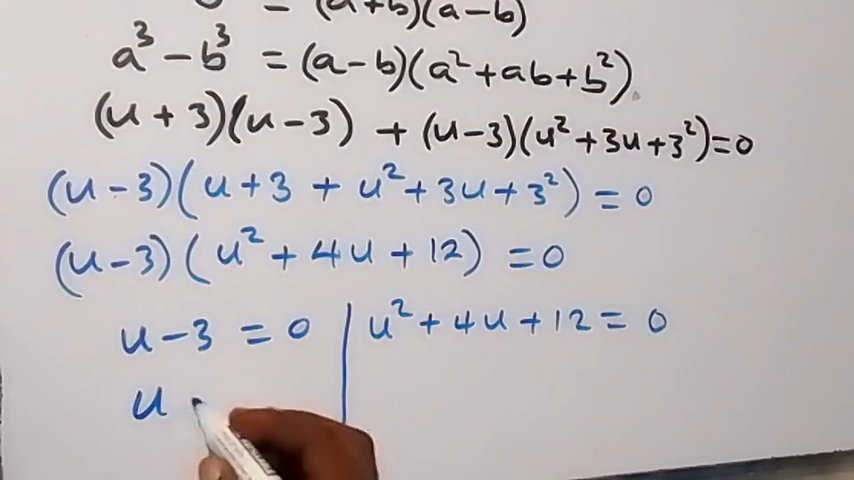 = (a+b)(a-b)
a³ - b³ = (a-b)(a²+ab+b²)
(u+3)(u-3) + (u-3)(u²+3u+3²)=0
(u-3)(u+3+u²+3u+3²)=0
(u-3)(u²+4u+12)=0
u-3=0 | u²+4u+12=0
u